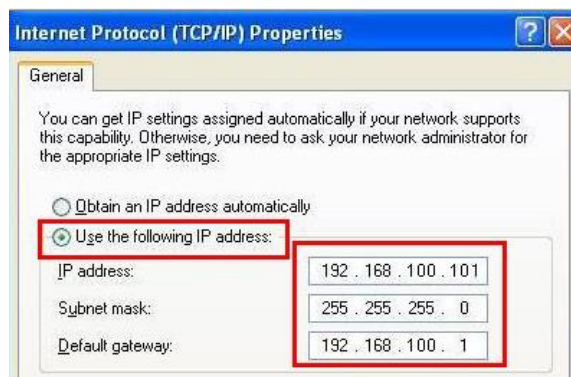 Internet Protocol (TCP/IP) Properties
General
You can get IP settings assigned automatically if your network supports
this capability. Otherwise, you need to ask your network administrator for
the appropriate IP settings.
Obtain an IP address automatically
Use the following IP address:
IP address: 192 . 168 . 100 . 101
Subnet mask: 255 . 255 . 255 . 0
Default gateway: 192 . 168 . 100 . 1